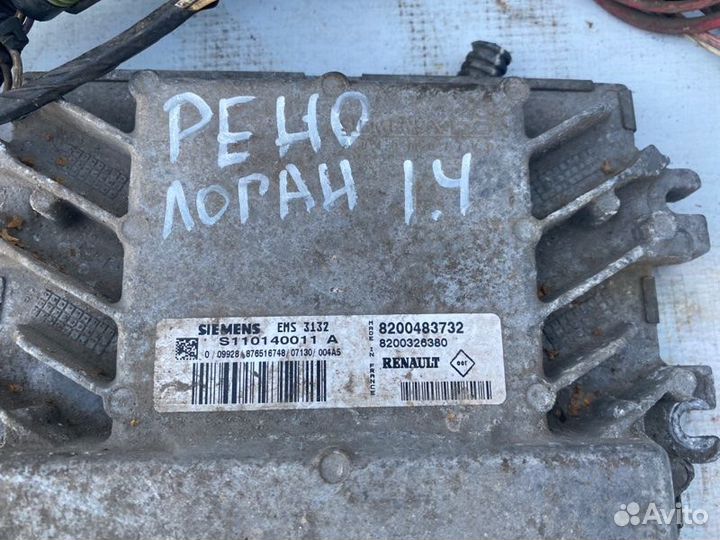 РЕНО
ЛОГАН 1.4
SIEMENS EMS 3132
S110140011 A
0 / 09928 876516748 / 07130 / 004A5
MADE IN FRANCE
8200483732
8200326380
RENAULT
Avito